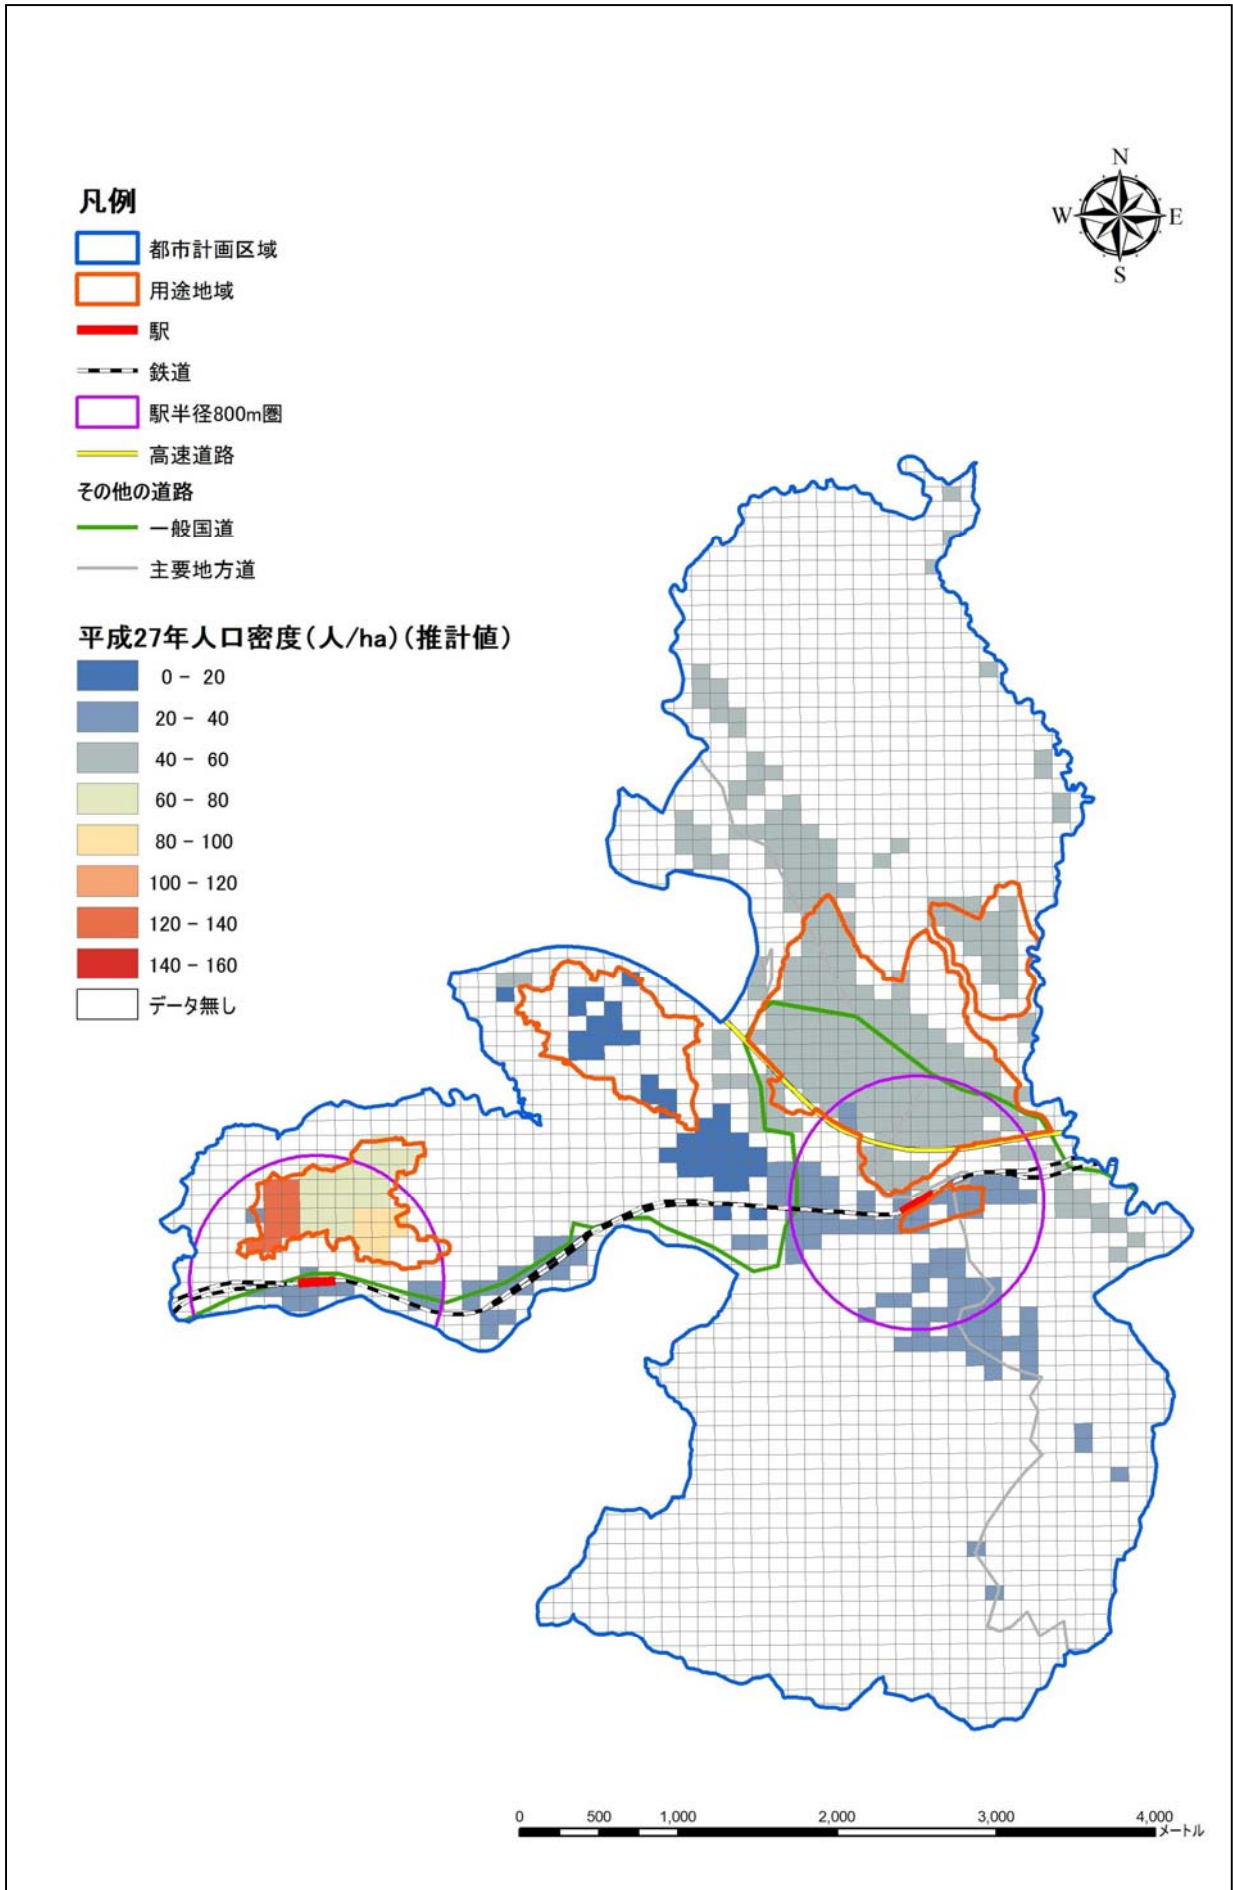 N
W E
S
凡例
都市計画区域
用途地域
駅
鉄道
駅半径800m圏
高速道路
その他の道路
一般国道
主要地方道
平成27年人口密度(人/ha)(推計値)
0 - 20
20 - 40
40 - 60
60 - 80
80 - 100
100 - 120
120 - 140
140 - 160
データ無し
0 500 1,000 2,000 3,000 4,000
メートル